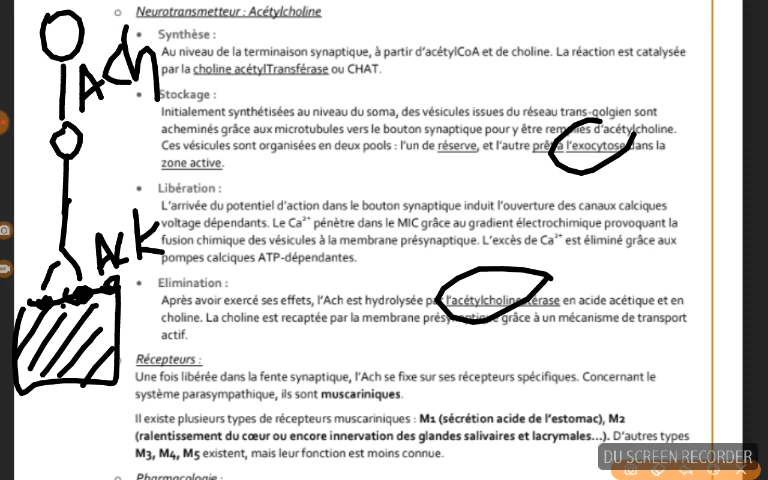 Neurotransmetteur : Acétylcholine
Synthèse :
Au niveau de la terminaison synaptique, à partir d'acétylCoA et de choline. La réaction est catalysée
par la choline acétylTransférase ou CHAT.
Stockage :
Initialement synthétisées au niveau du soma, des vésicules issues du réseau trans-golgien sont
acheminés grâce aux microtubules vers le bouton synaptique pour y être remplies d'acétylcholine.
Ces vésicules sont organisées en deux pools : l'un de réserve, et l'autre prêt à l'exocytose dans la
zone active.
Libération :
L'arrivée du potentiel d'action dans le bouton synaptique induit l'ouverture des canaux calciques
voltage dépendants. Le Ca2+ pénètre dans le MIC grâce au gradient électrochimique provoquant la
fusion chimique des vésicules à la membrane présynaptique. L'excès de Ca2+ est éliminé grâce aux
pompes calciques ATP-dépendantes.
Elimination :
Après avoir exercé ses effets, l'Ach est hydrolysée par l'acétylcholinestérase en acide acétique et en
choline. La choline est recaptée par la membrane présynaptique grâce à un mécanisme de transport
actif.
Récepteurs :
Une fois libérée dans la fente synaptique, l'Ach se fixe sur ses récepteurs spécifiques. Concernant le
système parasympathique, ils sont muscariniques.
Il existe plusieurs types de récepteurs muscariniques : M1 (sécrétion acide de l'estomac), M2
(ralentissement du cœur ou encore innervation des glandes salivaires et lacrymales...). D'autres types
M3, M4, M5 existent, mais leur fonction est moins connue.
Pharmacologie :
Ach
DU SCREEN RECORDER